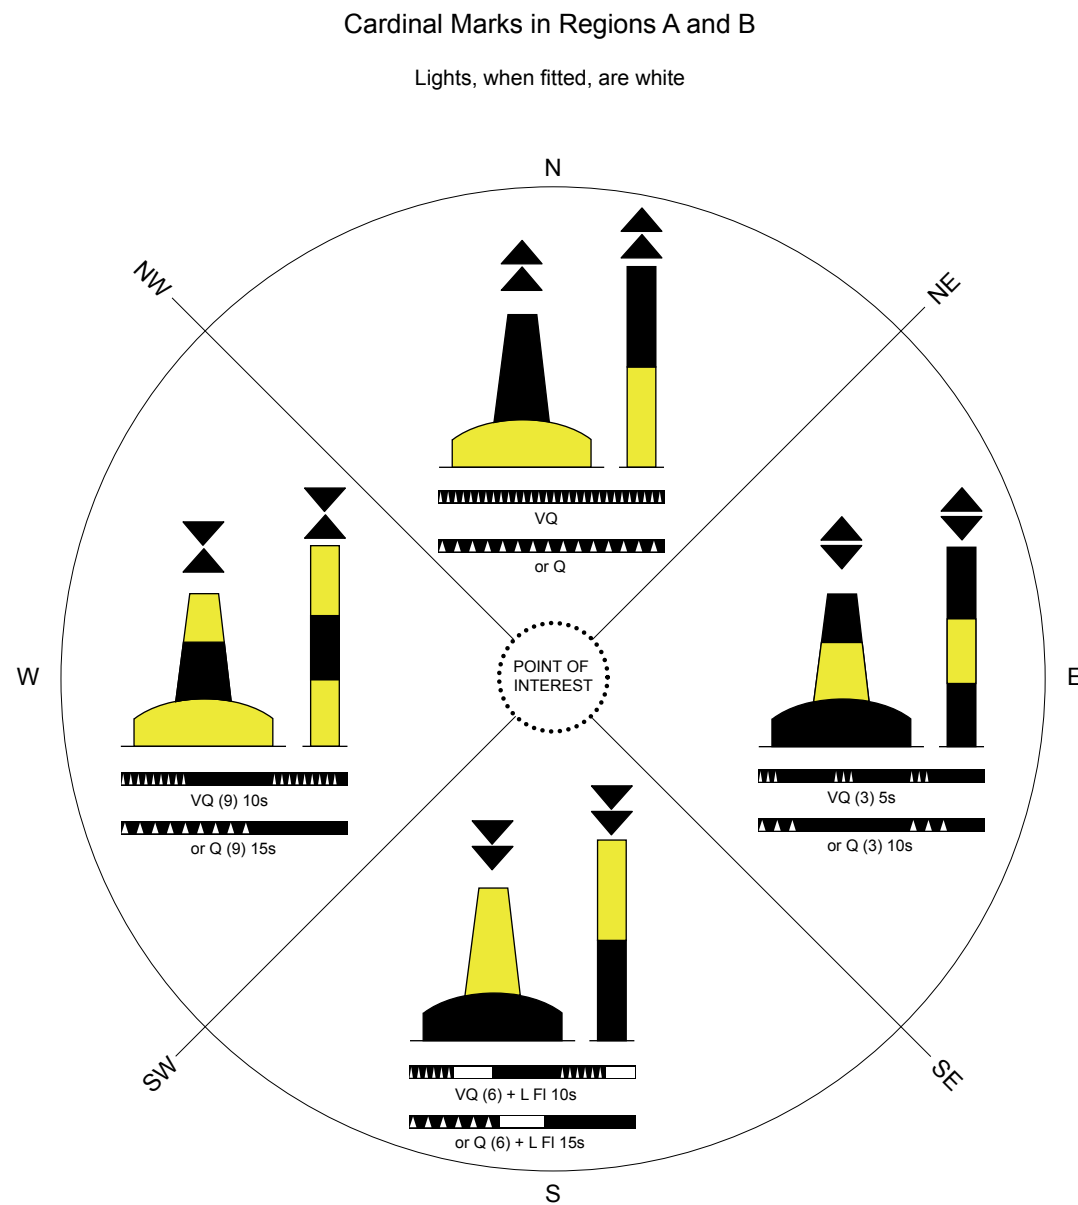 Cardinal Marks in Regions A and B
Lights, when fitted, are white
N
NW
NE
VQ
or Q
W
POINT OF
INTEREST
E
VQ (9) 10s
or Q (9) 15s
VQ (3) 5s
or Q (3) 10s
SW
SE
VQ (6) + L Fl 10s
or Q (6) + L Fl 15s
S